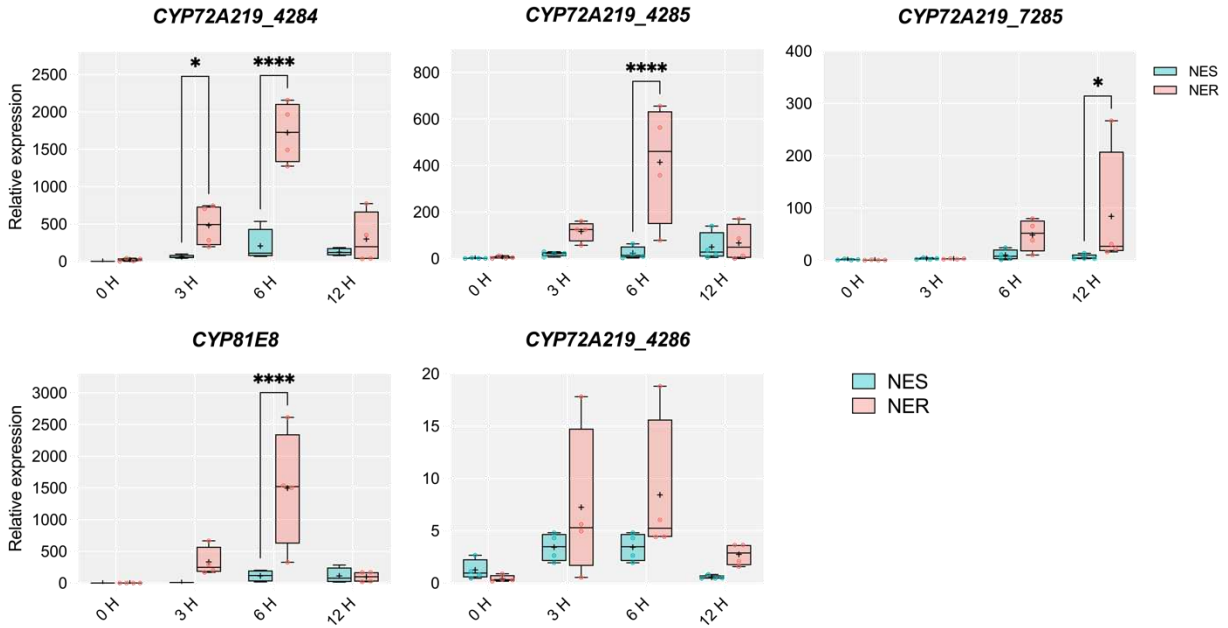 CYP72A219_4284
*
****
Relative expression
2500
2000
1500
1000
500
0
0 H
3 H
6 H
12 H
CYP72A219_4285
****
800
600
400
200
0
0 H
3 H
6 H
12 H
CYP72A219_7285
*
400
300
200
100
50
0
0 H
3 H
6 H
12 H
NES
NER
CYP81E8
****
Relative expression
3000
2500
2000
1500
1000
500
0
0 H
3 H
6 H
12 H
CYP72A219_4286
20
15
10
5
0
0 H
3 H
6 H
12 H
NES
NER